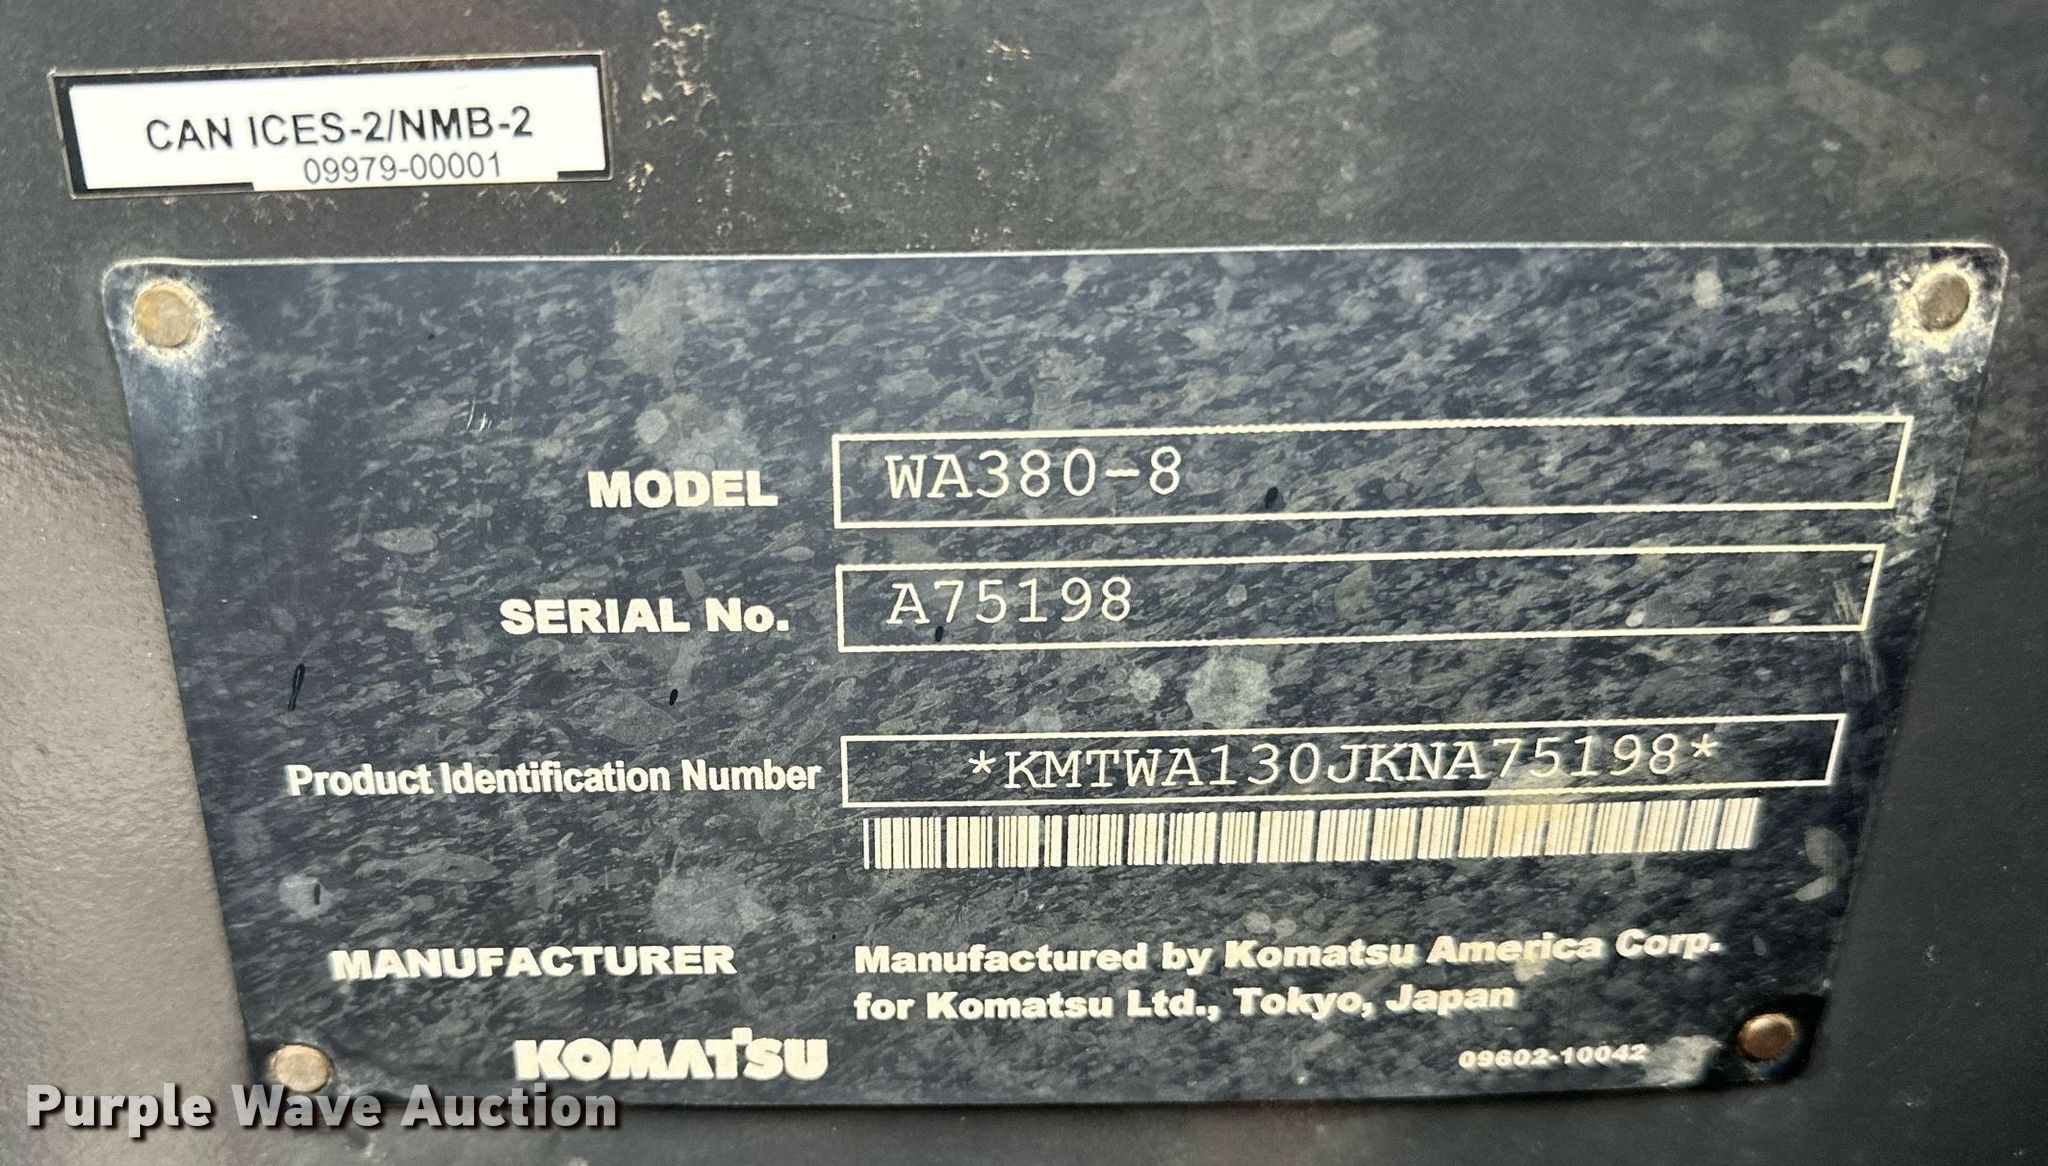 CAN ICES-2/NMB-2
09979-00001
MODEL WA380-8
SERIAL No. A75198
Product Identification Number *KMTWA130JKNA75198*
MANUFACTURER Manufactured by Komatsu America Corp.
for Komatsu Ltd., Tokyo, Japan
KOMATSU
09602-10042
Purple Wave Auction